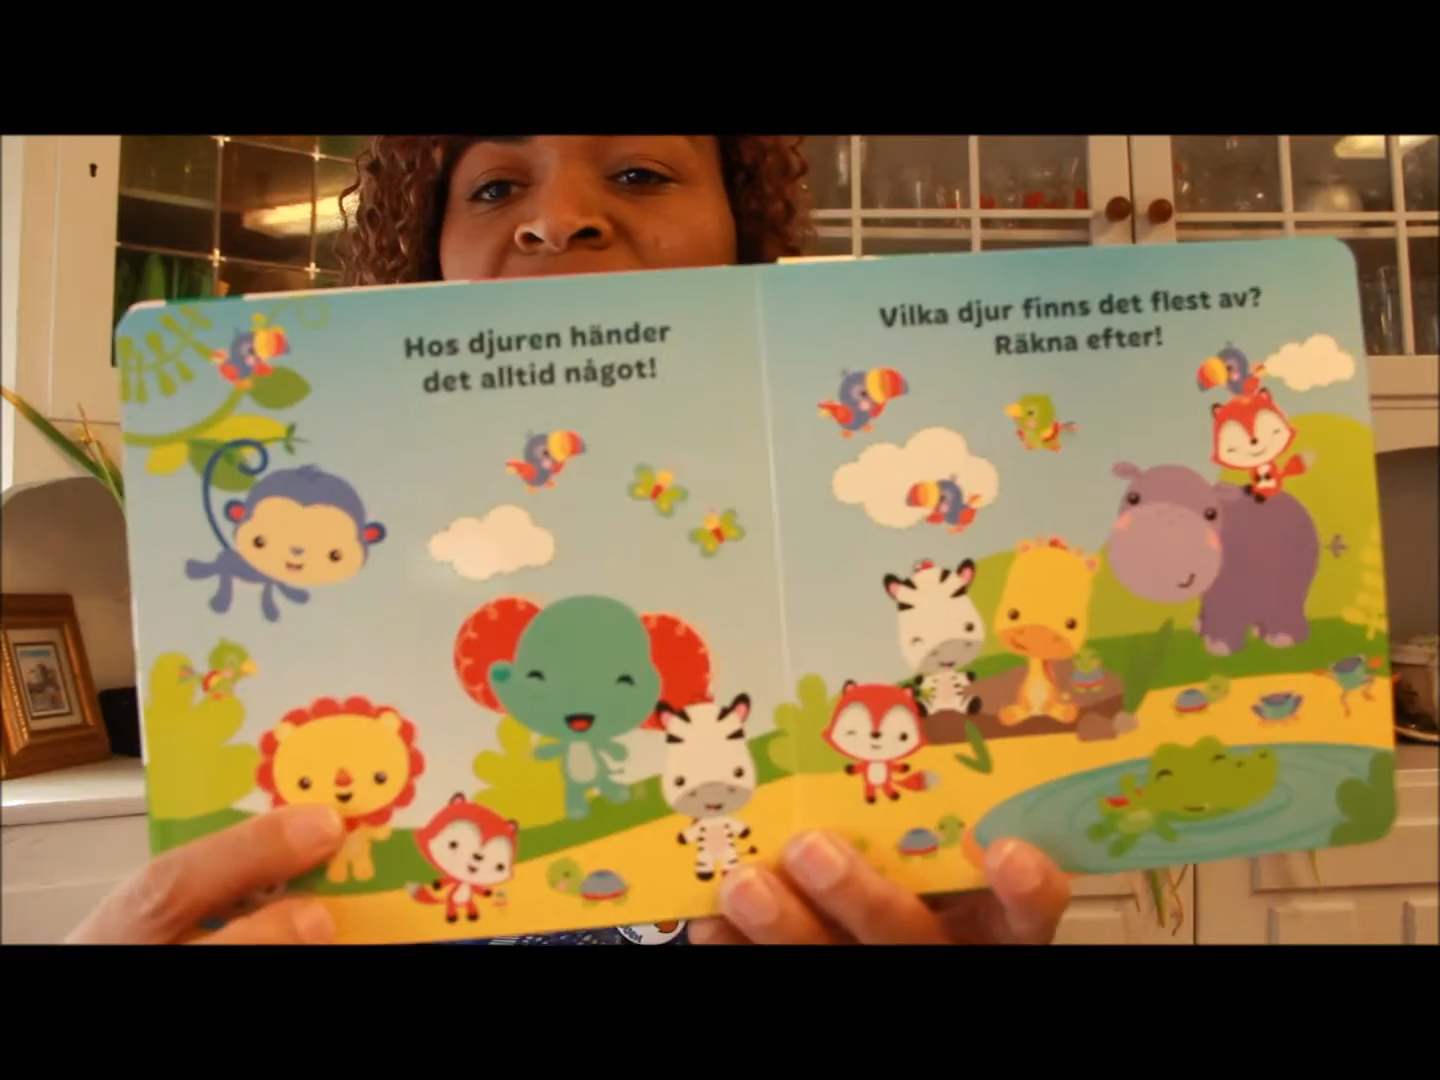 Hos djuren händer
det alltid något!
Vilka djur finns det flest av?
Räkna efter!